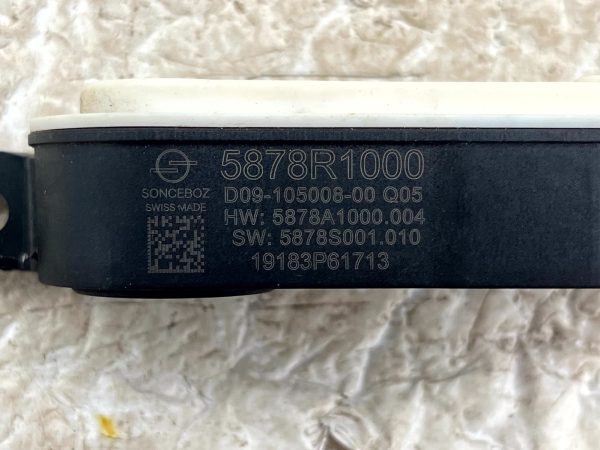 5878R1000
SONCEBOZ
SWISS MADE
D09-105008-00 Q05
HW: 5878A1000.004
SW: 5878S001.010
19183P61713